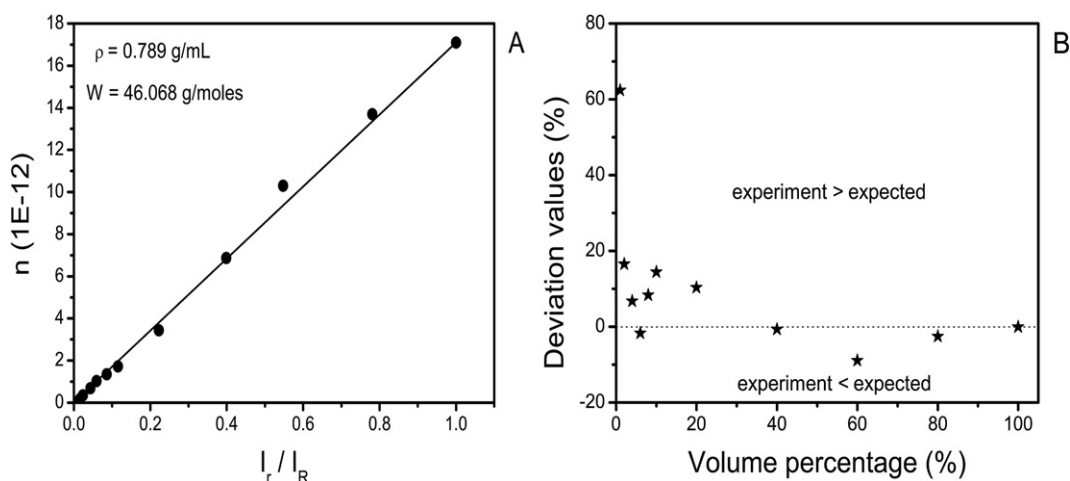 A
ρ = 0.789 g/mL
W = 46.068 g/moles
n (1E-12)
18
16
14
12
10
8
6
4
2
0
0.0 0.2 0.4 0.6 0.8 1.0
I_r / I_R
B
Deviation values (%)
80
60
40
20
0
-20
experiment > expected
experiment < expected
0 20 40 60 80 100
Volume percentage (%)